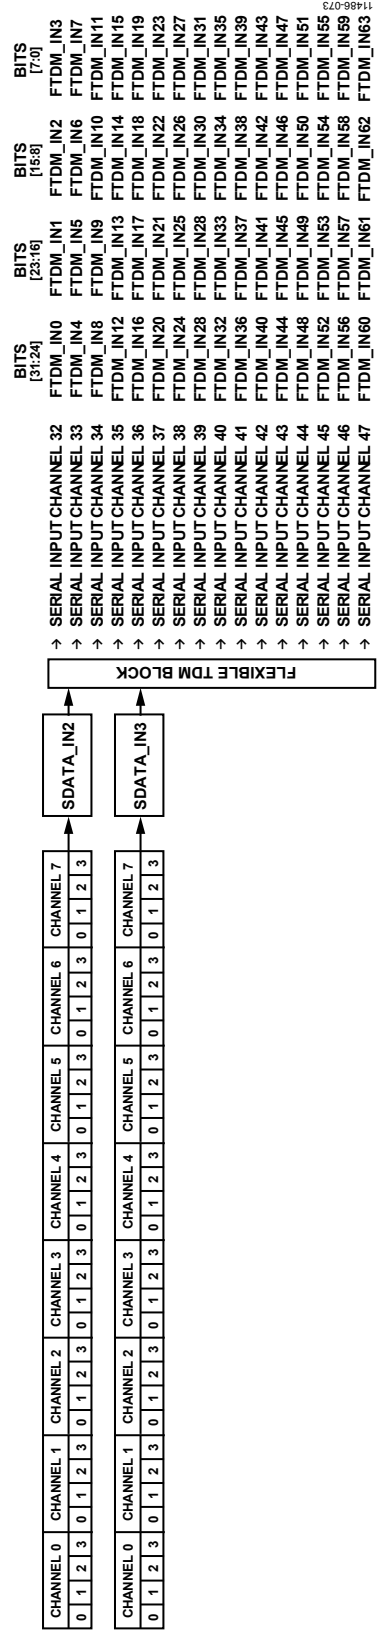 BITS [31:24] BITS [23:16] BITS [15:8] BITS [7:0]
CHANNEL 0 CHANNEL 1 CHANNEL 2 CHANNEL 3 CHANNEL 4 CHANNEL 5 CHANNEL 6 CHANNEL 7
0 1 2 3 0 1 2 3 0 1 2 3 0 1 2 3 0 1 2 3 0 1 2 3 0 1 2 3 0 1 2 3
SDATA_IN2
CHANNEL 0 CHANNEL 1 CHANNEL 2 CHANNEL 3 CHANNEL 4 CHANNEL 5 CHANNEL 6 CHANNEL 7
0 1 2 3 0 1 2 3 0 1 2 3 0 1 2 3 0 1 2 3 0 1 2 3 0 1 2 3 0 1 2 3
SDATA_IN3
FLEXIBLE TDM BLOCK
→ SERIAL INPUT CHANNEL 32 FTDM_IN0 FTDM_IN1 FTDM_IN2 FTDM_IN3
→ SERIAL INPUT CHANNEL 33 FTDM_IN4 FTDM_IN5 FTDM_IN6 FTDM_IN7
→ SERIAL INPUT CHANNEL 34 FTDM_IN8 FTDM_IN9 FTDM_IN10 FTDM_IN11
→ SERIAL INPUT CHANNEL 35 FTDM_IN12 FTDM_IN13 FTDM_IN14 FTDM_IN15
→ SERIAL INPUT CHANNEL 36 FTDM_IN16 FTDM_IN17 FTDM_IN18 FTDM_IN19
→ SERIAL INPUT CHANNEL 37 FTDM_IN20 FTDM_IN21 FTDM_IN22 FTDM_IN23
→ SERIAL INPUT CHANNEL 38 FTDM_IN24 FTDM_IN25 FTDM_IN26 FTDM_IN27
→ SERIAL INPUT CHANNEL 39 FTDM_IN28 FTDM_IN28 FTDM_IN30 FTDM_IN31
→ SERIAL INPUT CHANNEL 40 FTDM_IN32 FTDM_IN33 FTDM_IN34 FTDM_IN35
→ SERIAL INPUT CHANNEL 41 FTDM_IN36 FTDM_IN37 FTDM_IN38 FTDM_IN39
→ SERIAL INPUT CHANNEL 42 FTDM_IN40 FTDM_IN41 FTDM_IN42 FTDM_IN43
→ SERIAL INPUT CHANNEL 43 FTDM_IN44 FTDM_IN45 FTDM_IN46 FTDM_IN47
→ SERIAL INPUT CHANNEL 44 FTDM_IN48 FTDM_IN49 FTDM_IN50 FTDM_IN51
→ SERIAL INPUT CHANNEL 45 FTDM_IN52 FTDM_IN53 FTDM_IN54 FTDM_IN55
→ SERIAL INPUT CHANNEL 46 FTDM_IN56 FTDM_IN57 FTDM_IN58 FTDM_IN59
→ SERIAL INPUT CHANNEL 47 FTDM_IN60 FTDM_IN61 FTDM_IN62 FTDM_IN63
11486-073